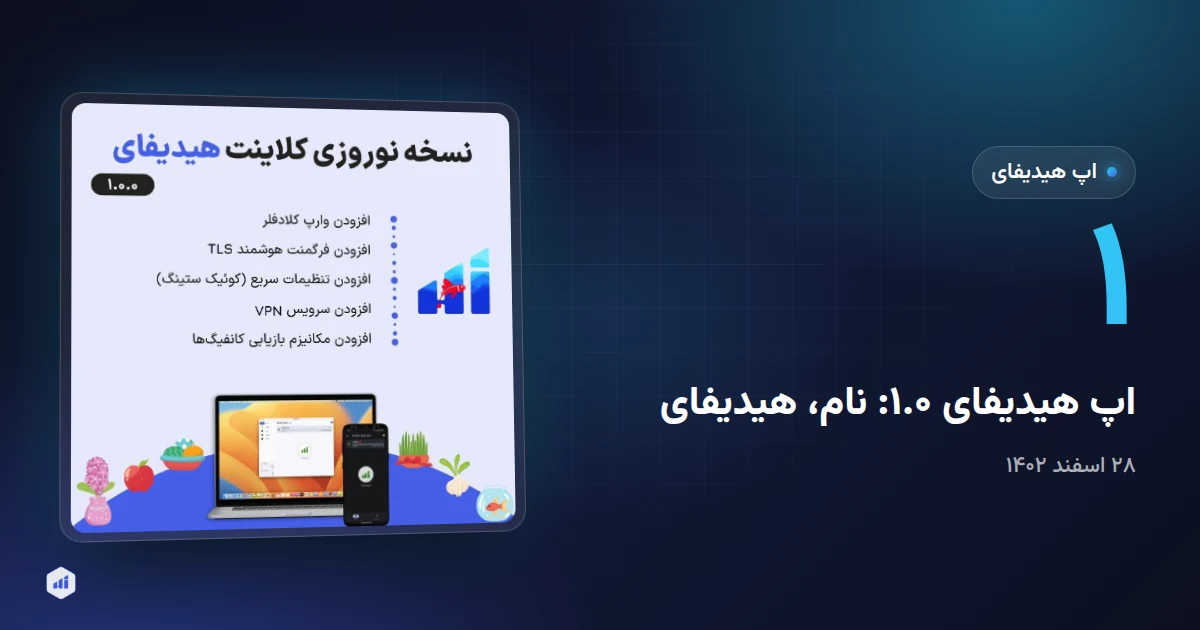 اپ هیدیفای
۱
اپ هیدیفای ۱.۰: نام، هیدیفای
۲۸ اسفند ۱۴۰۲
نسخه نوروزی کلاینت هیدیفای
۱.۰.۰
افزودن وارپ کلادفلر
افزودن فرگمنت هوشمند TLS
افزودن تنظیمات سریع (کوئیک ستینگ)
افزودن سرویس VPN
افزودن مکانیزم بازیابی کانفیگ‌ها